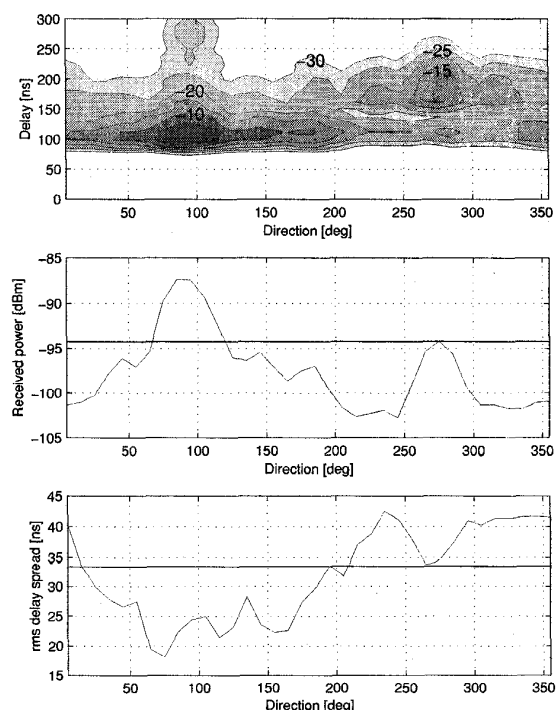 300
250
200
150
100
50
0
Delay [ns]
-30
-25
-20
-15
-10
50 100 150 200 250 300 350
Direction [deg]
-85
-90
-95
-100
-105
Received power [dBm]
50 100 150 200 250 300 350
Direction [deg]
45
40
35
30
25
20
15
rms delay spread [ns]
50 100 150 200 250 300 350
Direction [deg]